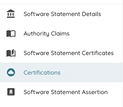 Software Statement Details
Authority Claims
Software Statement Certificates
Certifications
Software Statement Assertion